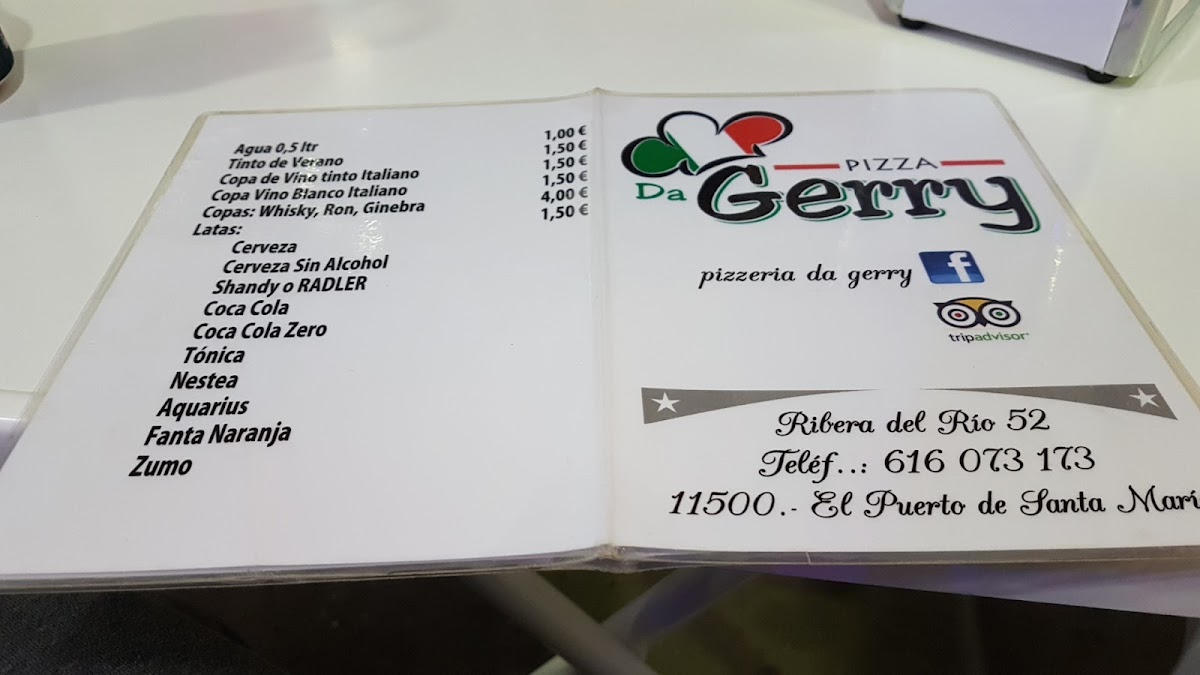 Agua 0,5 ltr 1,00 €
Tinto de Verano 1,50 €
Copa de Vino tinto Italiano 1,50 €
Copa Vino Blanco Italiano 1,50 €
Copas: Whisky, Ron, Ginebra 4,00 €
Latas: 1,50 €
Cerveza
Cerveza Sin Alcohol
Shandy o RADLER
Coca Cola
Coca Cola Zero
Tónica
Nestea
Aquarius
Fanta Naranja
Zumo
PIZZA
Da Gerry
pizzeria da gerry f
tripadvisor
Ribera del Río 52
Teléf..: 616 073 173
11500.- El Puerto de Santa Marí